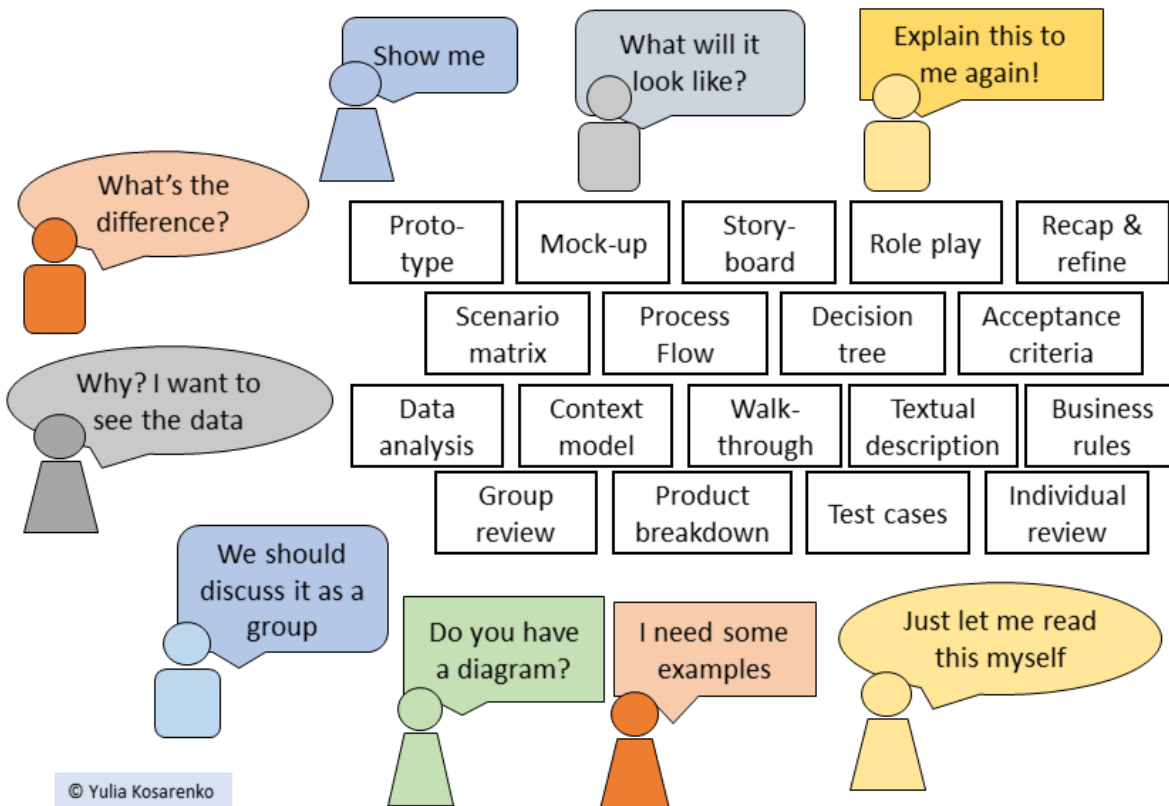 Show me
What will it
look like?
Explain this to
me again!
What's the
difference?
Proto-
type
Mock-up
Story-
board
Role play
Recap &
refine
Scenario
matrix
Process
Flow
Decision
tree
Acceptance
criteria
Why? I want to
see the data
Data
analysis
Context
model
Walk-
through
Textual
description
Business
rules
Group
review
Product
breakdown
Test cases
Individual
review
We should
discuss it as a
group
Do you have
a diagram?
I need some
examples
Just let me read
this myself
© Yulia Kosarenko